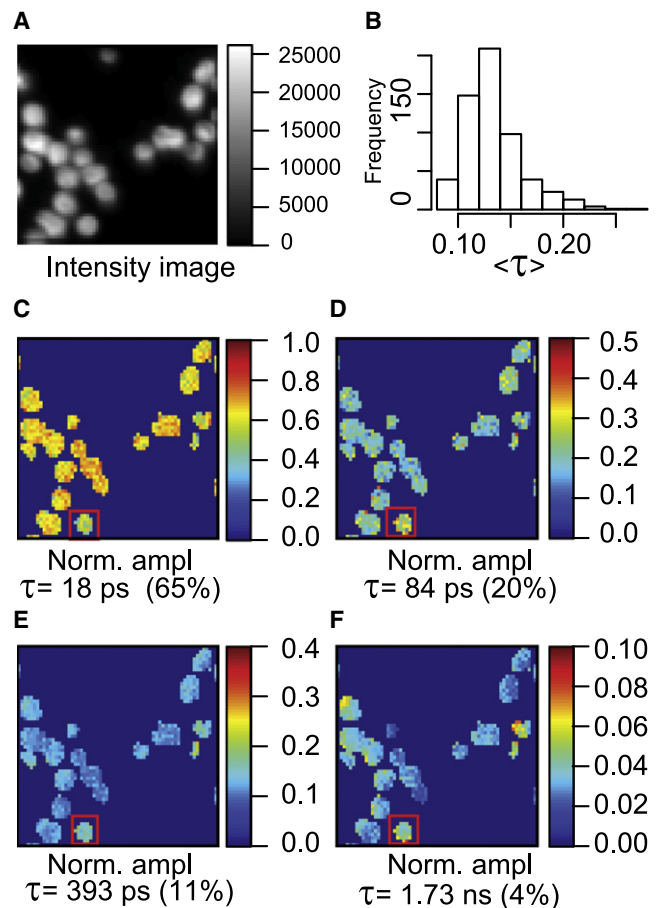 A
25000
20000
15000
10000
5000
0
Intensity image
B
Frequency
150
0
0.10
0.20
<τ>
C
1.0
0.8
0.6
0.4
0.2
0.0
Norm. ampl
τ= 18 ps (65%)
D
0.5
0.4
0.3
0.2
0.1
0.0
Norm. ampl
τ= 84 ps (20%)
E
0.4
0.3
0.2
0.1
0.0
Norm. ampl
τ= 393 ps (11%)
F
0.10
0.08
0.06
0.04
0.02
0.00
Norm. ampl
τ= 1.73 ns (4%)